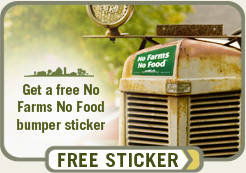 No Farms
No Food
Get a free No
Farms No Food
bumper sticker
FREE STICKER